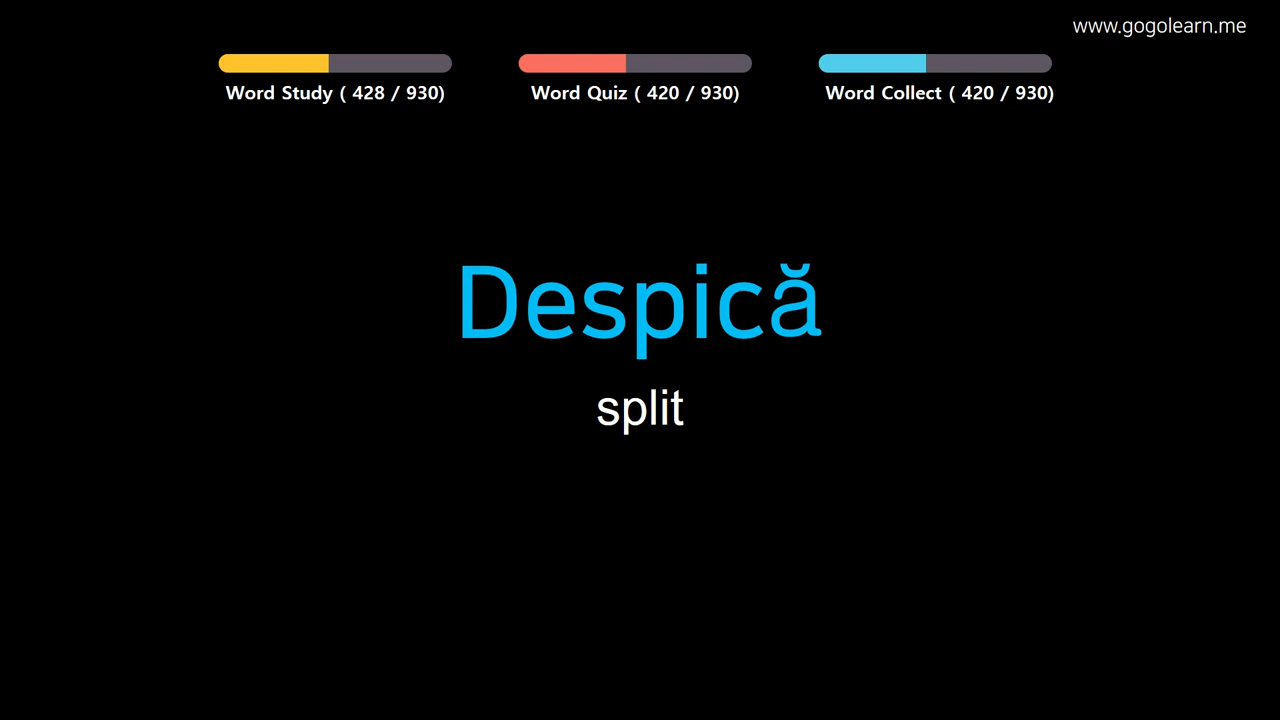 www.gogolearn.me
Word Study ( 428 / 930)
Word Quiz ( 420 / 930)
Word Collect ( 420 / 930)
Despică
split